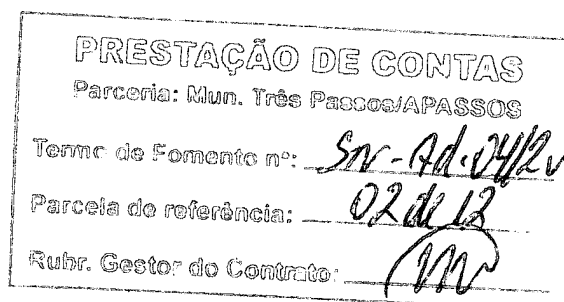 PRESTAÇÃO DE CONTAS
Parceria: Mun. Três Passos/APASSOS
Termo de Fomento nº:
Parcela de referência: 02 de 12
Rubr. Gestor do Contrato: